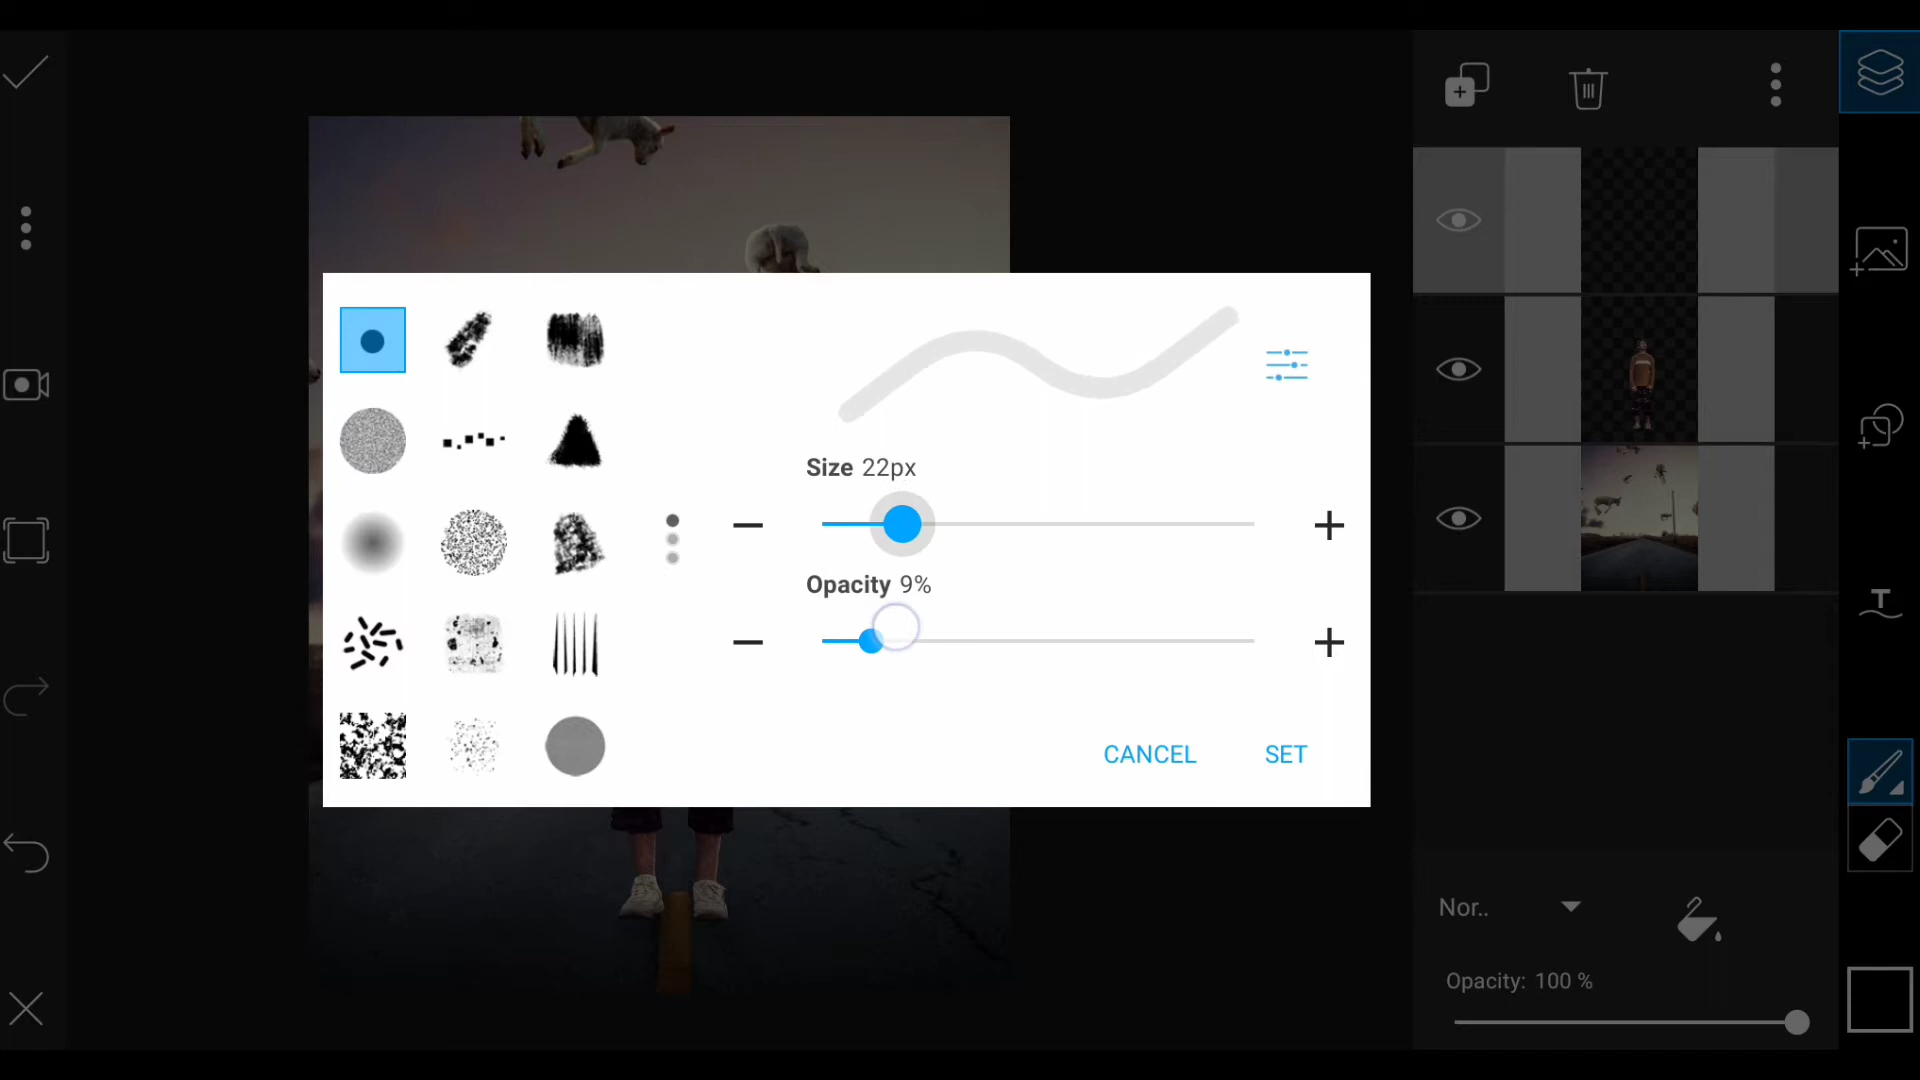 Size 22px
Opacity 9%
CANCEL SET
Nor..
Opacity: 100 %
T